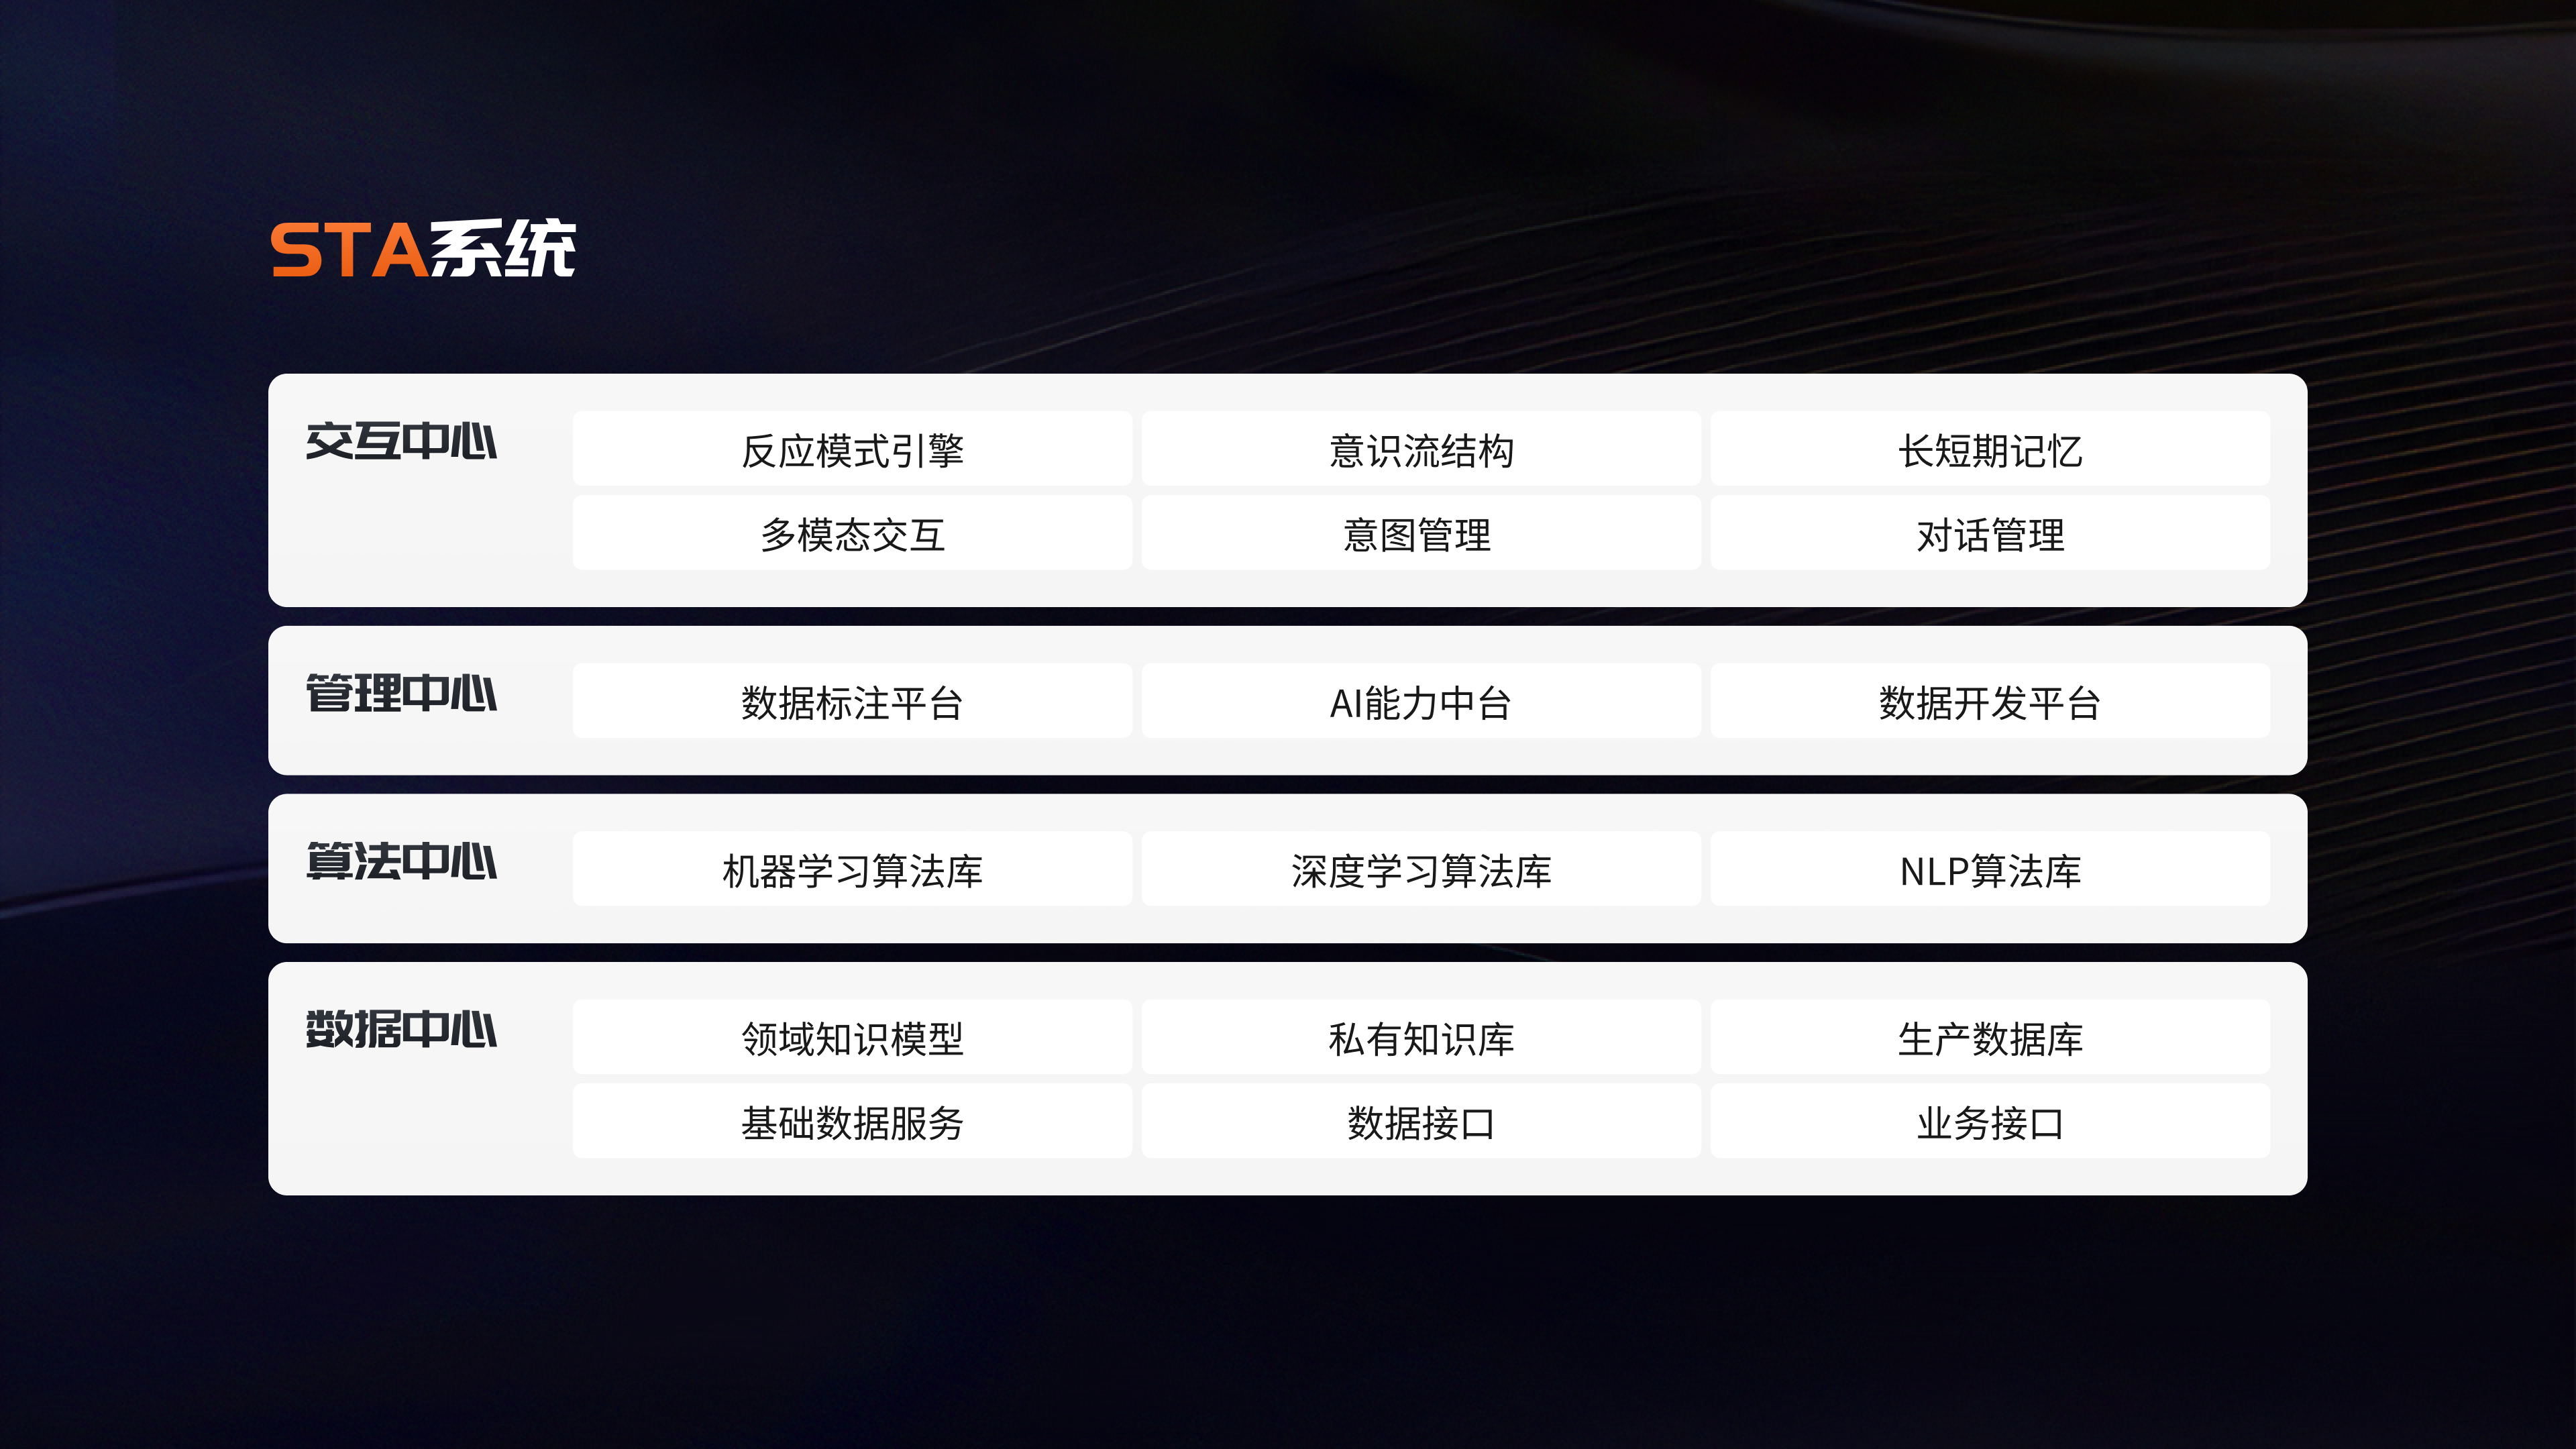 STA系统
交互中心
反应模式引擎
意识流结构
长短期记忆
多模态交互
意图管理
对话管理
管理中心
数据标注平台
AI能力中台
数据开发平台
算法中心
机器学习算法库
深度学习算法库
NLP算法库
数据中心
领域知识模型
私有知识库
生产数据库
基础数据服务
数据接口
业务接口